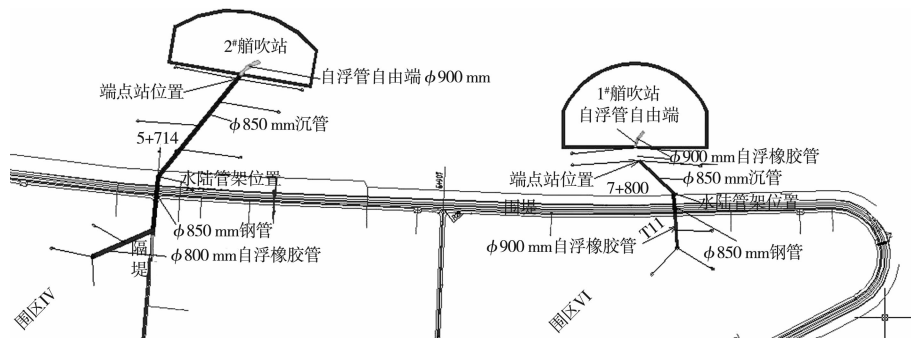 2#艏吹站
自浮管自由端 φ900 mm
端点站位置
φ850 mm沉管
5+714
水陆管架位置
φ850 mm钢管
φ800 mm自浮橡胶管
隔堤
围区IV
围堤
1#艏吹站
自浮管自由端
φ900 mm自浮橡胶管
端点站位置
φ850 mm沉管
7+800
水陆管架位置
φ900 mm自浮橡胶管
T11
φ850 mm钢管
围区VI